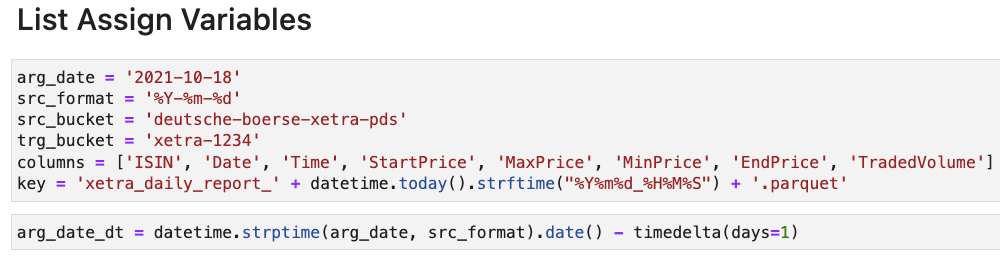 List Assign Variables
arg_date = '2021-10-18'
src_format = '%Y-%m-%d'
src_bucket = 'deutsche-boerse-xetra-pds'
trg_bucket = 'xetra-1234'
columns = ['ISIN', 'Date', 'Time', 'StartPrice', 'MaxPrice', 'MinPrice', 'EndPrice', 'TradedVolume']
key = 'xetra_daily_report_' + datetime.today().strftime("%Y%m%d_%H%M%S") + '.parquet'
arg_date_dt = datetime.strptime(arg_date, src_format).date() - timedelta(days=1)